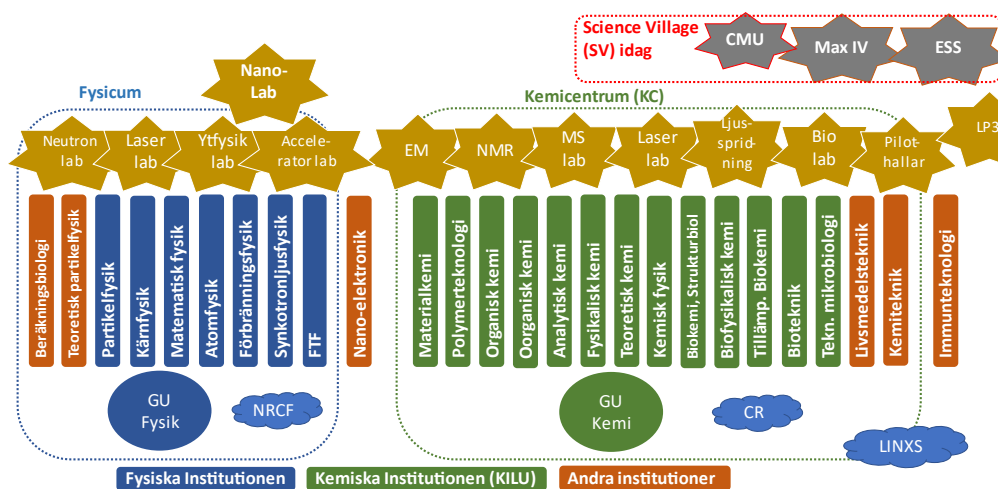 Science Village
(SV) idag
CMU
Max IV
ESS
Nano-
Lab
Fysicum
Kemicentrum (KC)
Neutron
lab
Laser
lab
Ytfysik
lab
Accele-
rator lab
EM
NMR
MS
lab
Laser
lab
Ljus-
sprid-
ning
Bio
lab
Pilot-
hallar
LP3
Beräkningsbiologi
Teoretisk partikelfysik
Partikelfysik
Kärnfysik
Matematisk fysik
Atomfysik
Förbränningsfysik
Synkotronljusfysik
FTF
Nano-elektronik
Materialkemi
Polymerteknologi
Organisk kemi
Oorganisk kemi
Analytisk kemi
Fysikalisk kemi
Teoretisk kemi
Kemisk fysik
Biokemi, Strukturbiol
Biofysikalisk kemi
Tillämp. Biokemi
Bioteknik
Tekn. mikrobiologi
Livsmedelsteknik
Kemiteknik
Immunteknologi
GU
Fysik
NRCF
GU
Kemi
CR
LINXS
Fysiska Institutionen
Kemiska Institutionen (KILU)
Andra institutioner